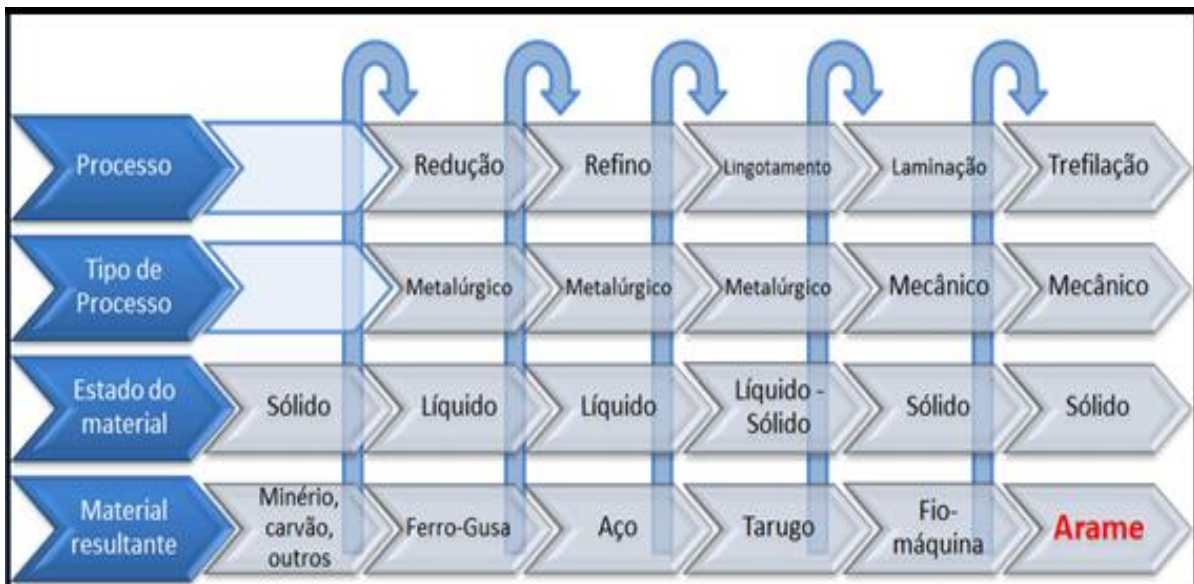 Processo
Redução
Refino
Lingotamento
Laminação
Trefilação
Tipo de
Processo
Metalúrgico
Metalúrgico
Metalúrgico
Mecânico
Mecânico
Estado do
material
Sólido
Líquido
Líquido
Líquido -
Sólido
Sólido
Sólido
Material
resultante
Minério,
carvão,
outros
Ferro-Gusa
Aço
Tarugo
Fio-
máquina
Arame